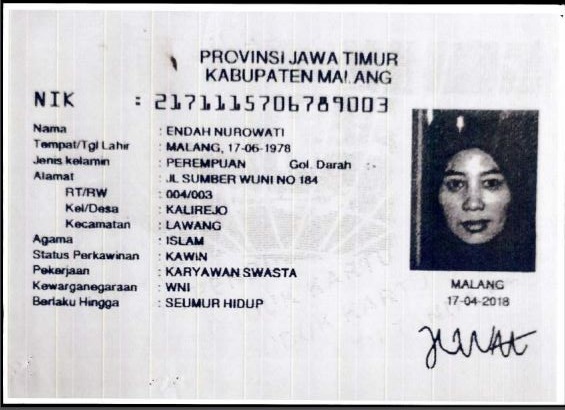 PROVINSI JAWA TIMUR
KABUPATEN MALANG
NIK : 2171115706789003
Nama : ENDAH NUROWATI
Tempat/Tgl Lahir : MALANG, 17-06-1978
Jenis kelamin : PEREMPUAN Gol. Darah : -
Alamat : JL SUMBER WUNI NO 184
RT/RW : 004/003
Kel/Desa : KALIREJO
Kecamatan : LAWANG
Agama : ISLAM
Status Perkawinan : KAWIN
Pekerjaan : KARYAWAN SWASTA
Kewarganegaraan : WNI
Berlaku Hingga : SEUMUR HIDUP
MALANG
17-04-2018